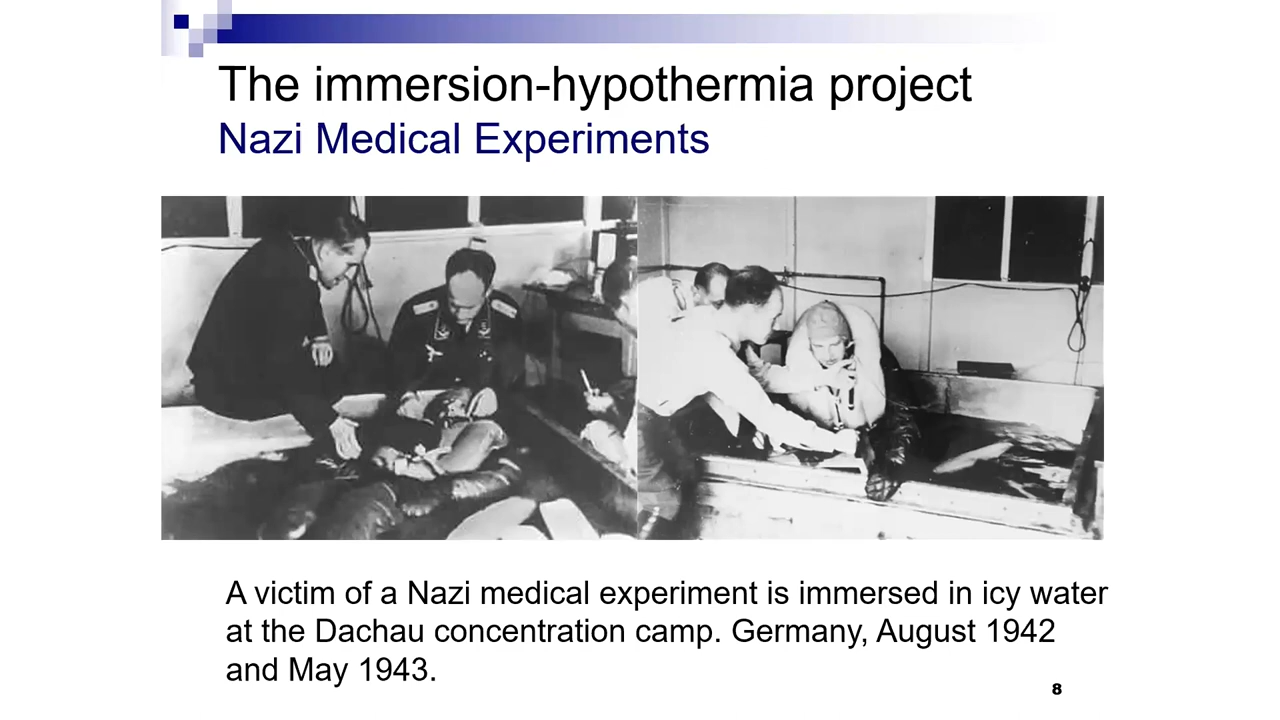 The immersion-hypothermia project
Nazi Medical Experiments
A victim of a Nazi medical experiment is immersed in icy water
at the Dachau concentration camp. Germany, August 1942
and May 1943.
8